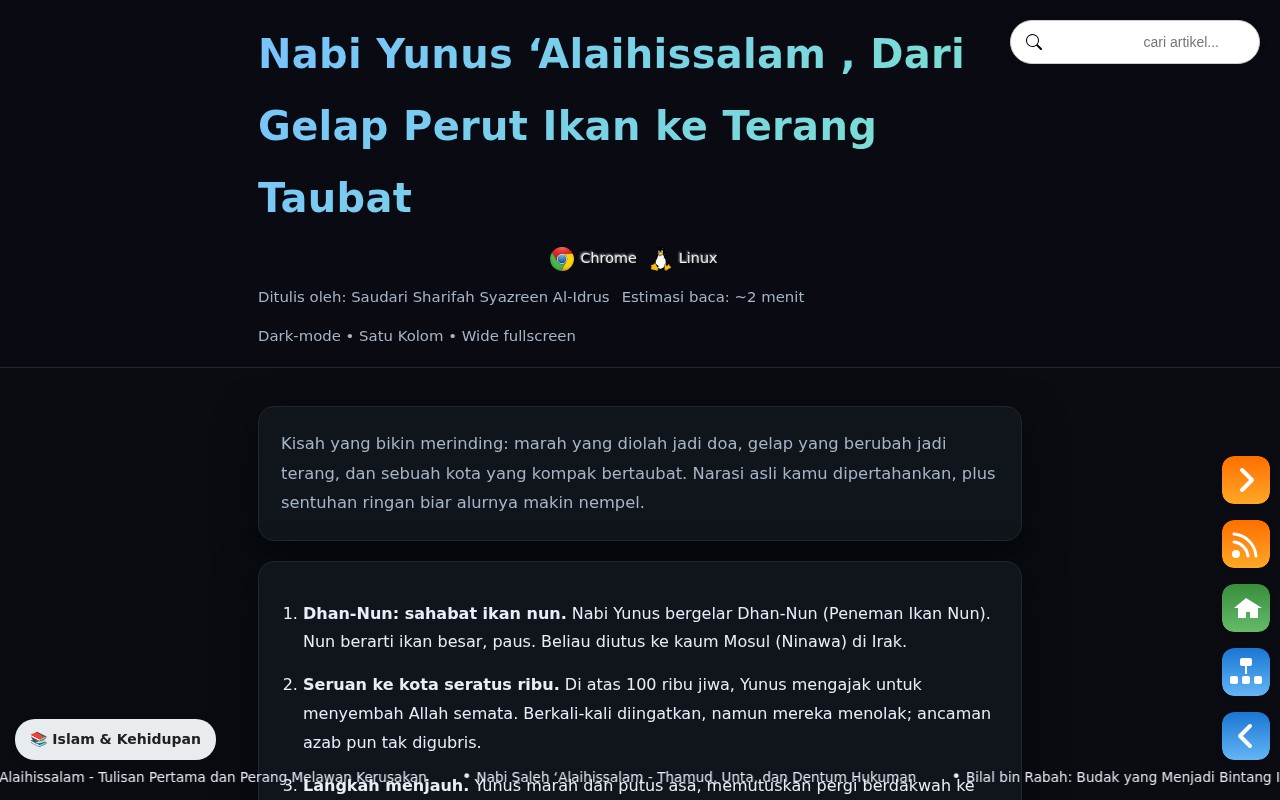 Nabi Yunus ‘Alaihissalam , Dari
Gelap Perut Ikan ke Terang
Taubat
cari artikel...
Chrome Linux
Ditulis oleh: Saudari Sharifah Syazreen Al-Idrus Estimasi baca: ~2 menit
Dark-mode • Satu Kolom • Wide fullscreen
Kisah yang bikin merinding: marah yang diolah jadi doa, gelap yang berubah jadi
terang, dan sebuah kota yang kompak bertaubat. Narasi asli kamu dipertahankan, plus
sentuhan ringan biar alurnya makin nempel.
1. Dhan-Nun: sahabat ikan nun. Nabi Yunus bergelar Dhan-Nun (Peneman Ikan Nun).
Nun berarti ikan besar, paus. Beliau diutus ke kaum Mosul (Ninawa) di Irak.
2. Seruan ke kota seratus ribu. Di atas 100 ribu jiwa, Yunus mengajak untuk
menyembah Allah semata. Berkali-kali diingatkan, namun mereka menolak; ancaman
azab pun tak digubris.
3. Langkah menjauh. Yunus marah dan putus asa, memutuskan pergi berdakwah ke
📚 Islam & Kehidupan
Alaihissalam - Tulisan Pertama dan Perang Melawan Kerusakan • Nabi Saleh ‘Alaihissalam - Thamud, Unta, dan Dentum Hukuman • Bilal bin Rabah: Budak yang Menjadi Bintang